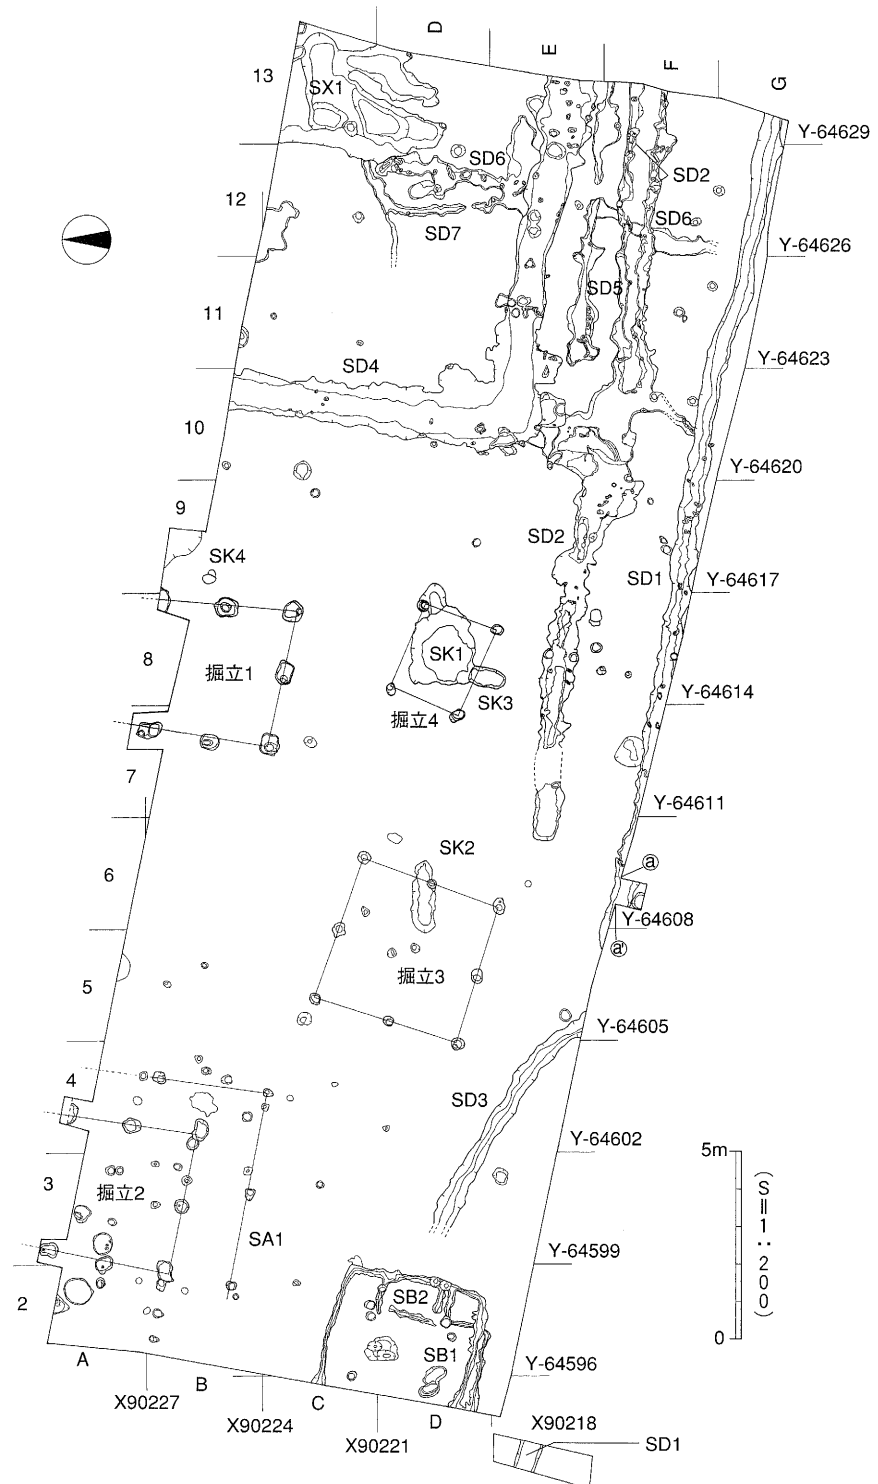 D
E
F
G
13
SX1
Y-64629
SD6
SD2
12
SD6
SD7
Y-64626
SD5
11
SD4
Y-64623
10
Y-64620
9
SD2
SK4
SD1
Y-64617
8
掘立1
SK1
SK3
Y-64614
掘立4
7
Y-64611
SK2
ⓐ
6
Y-64608
ⓐ'
掘立3
5
Y-64605
4
SD3
Y-64602
5m
3
掘立2
SA1
(S=1:200)
Y-64599
2
SB2
0
A
SB1
Y-64596
B
C
X90227
D
X90224
X90218
X90221
SD1